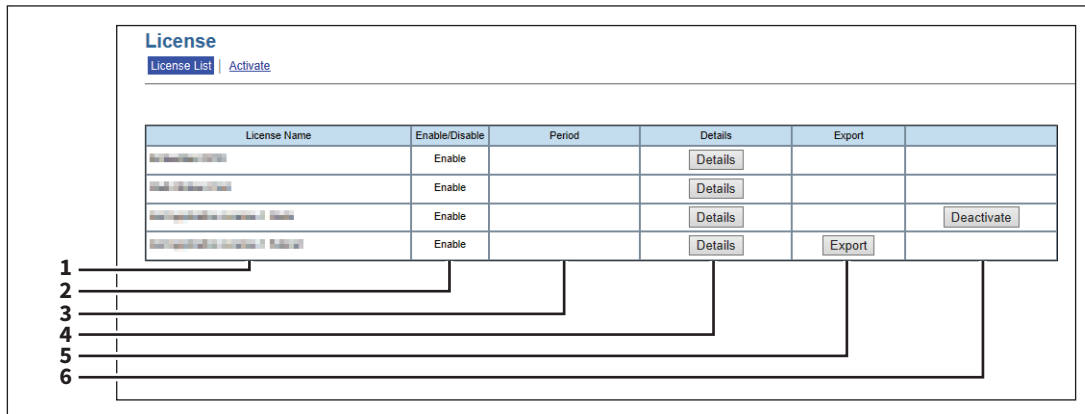 License
License List | Activate
License Name Enable/Disable Period Details Export
Enable Details
Enable Details
Enable Details Deactivate
Enable Details Export
1
2
3
4
5
6